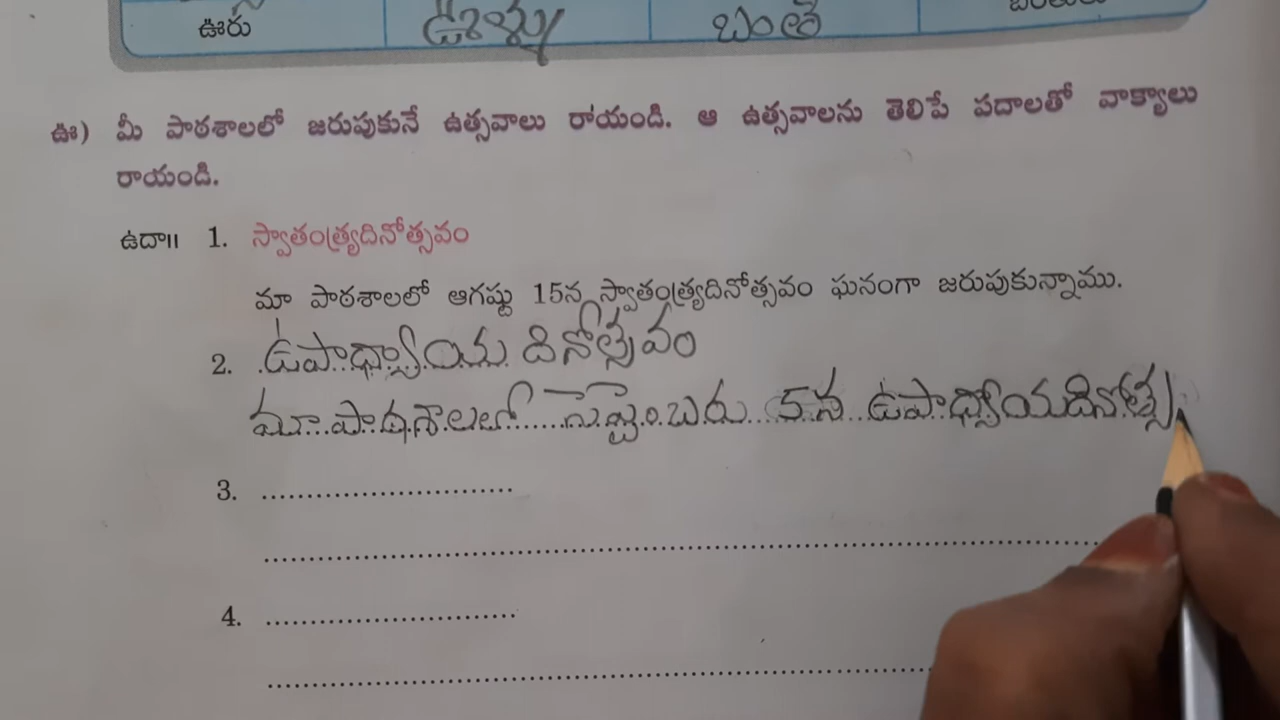 ఊరు ఊళ్ళు బంతి
ఊ) మీ పాఠశాలలో జరుపుకునే ఉత్సవాలు రాయండి. ఆ ఉత్సవాలను తెలిపే పదాలతో వాక్యాలు
రాయండి.
ఉదా॥ 1. స్వాతంత్ర్యదినోత్సవం
మా పాఠశాలలో ఆగష్టు 15న స్వాతంత్ర్యదినోత్సవం ఘనంగా జరుపుకున్నాము.
2. ఉపాధ్యాయ దినోత్సవం
మా పాఠశాలలో సెప్టెంబరు 5న ఉపాధ్యాయదినోత్స
3.
4.